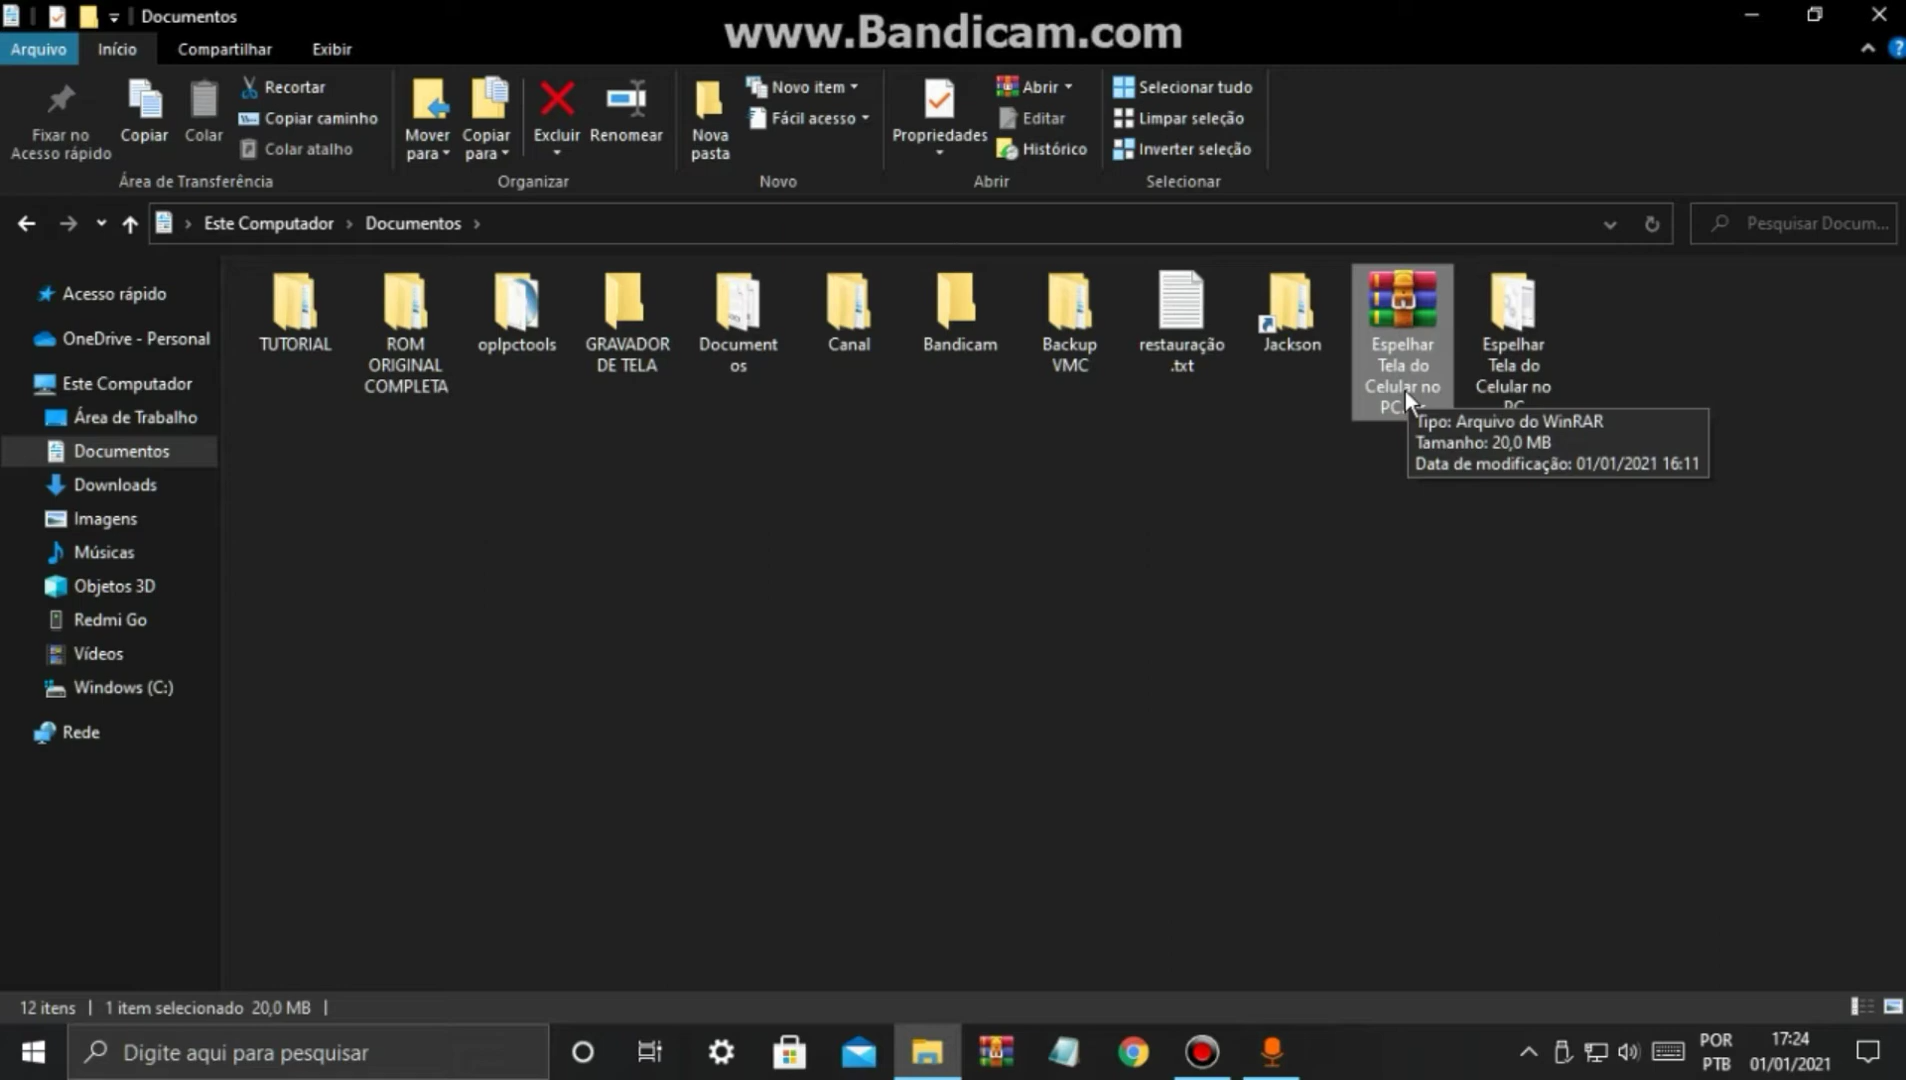 Documentos
www.Bandicam.com
Arquivo
Início
Compartilhar
Exibir
Fixar no
Acesso rápido
Copiar
Colar
Recortar
Copiar caminho
Colar atalho
Área de Transferência
Mover
para
Copiar
para
Excluir
Renomear
Organizar
Nova
pasta
Novo item
Fácil acesso
Novo
Propriedades
Abrir
Editar
Histórico
Abrir
Selecionar tudo
Limpar seleção
Inverter seleção
Selecionar
Este Computador
Documentos
Pesquisar Docum...
Acesso rápido
OneDrive - Personal
Este Computador
Área de Trabalho
Documentos
Downloads
Imagens
Músicas
Objetos 3D
Redmi Go
Vídeos
Windows (C:)
Rede
TUTORIAL
ROM
ORIGINAL
COMPLETA
oplpctools
GRAVADOR
DE TELA
Document
os
Canal
Bandicam
Backup
VMC
restauração
.txt
Jackson
Espelhar
Tela do
Celular no
Espelhar
Tela do
Celular no
PC
Tipo: Arquivo do WinRAR
Tamanho: 20,0 MB
Data de modificação: 01/01/2021 16:11
12 itens
1 item selecionado 20,0 MB
Digite aqui para pesquisar
POR
PTB
17:24
01/01/2021